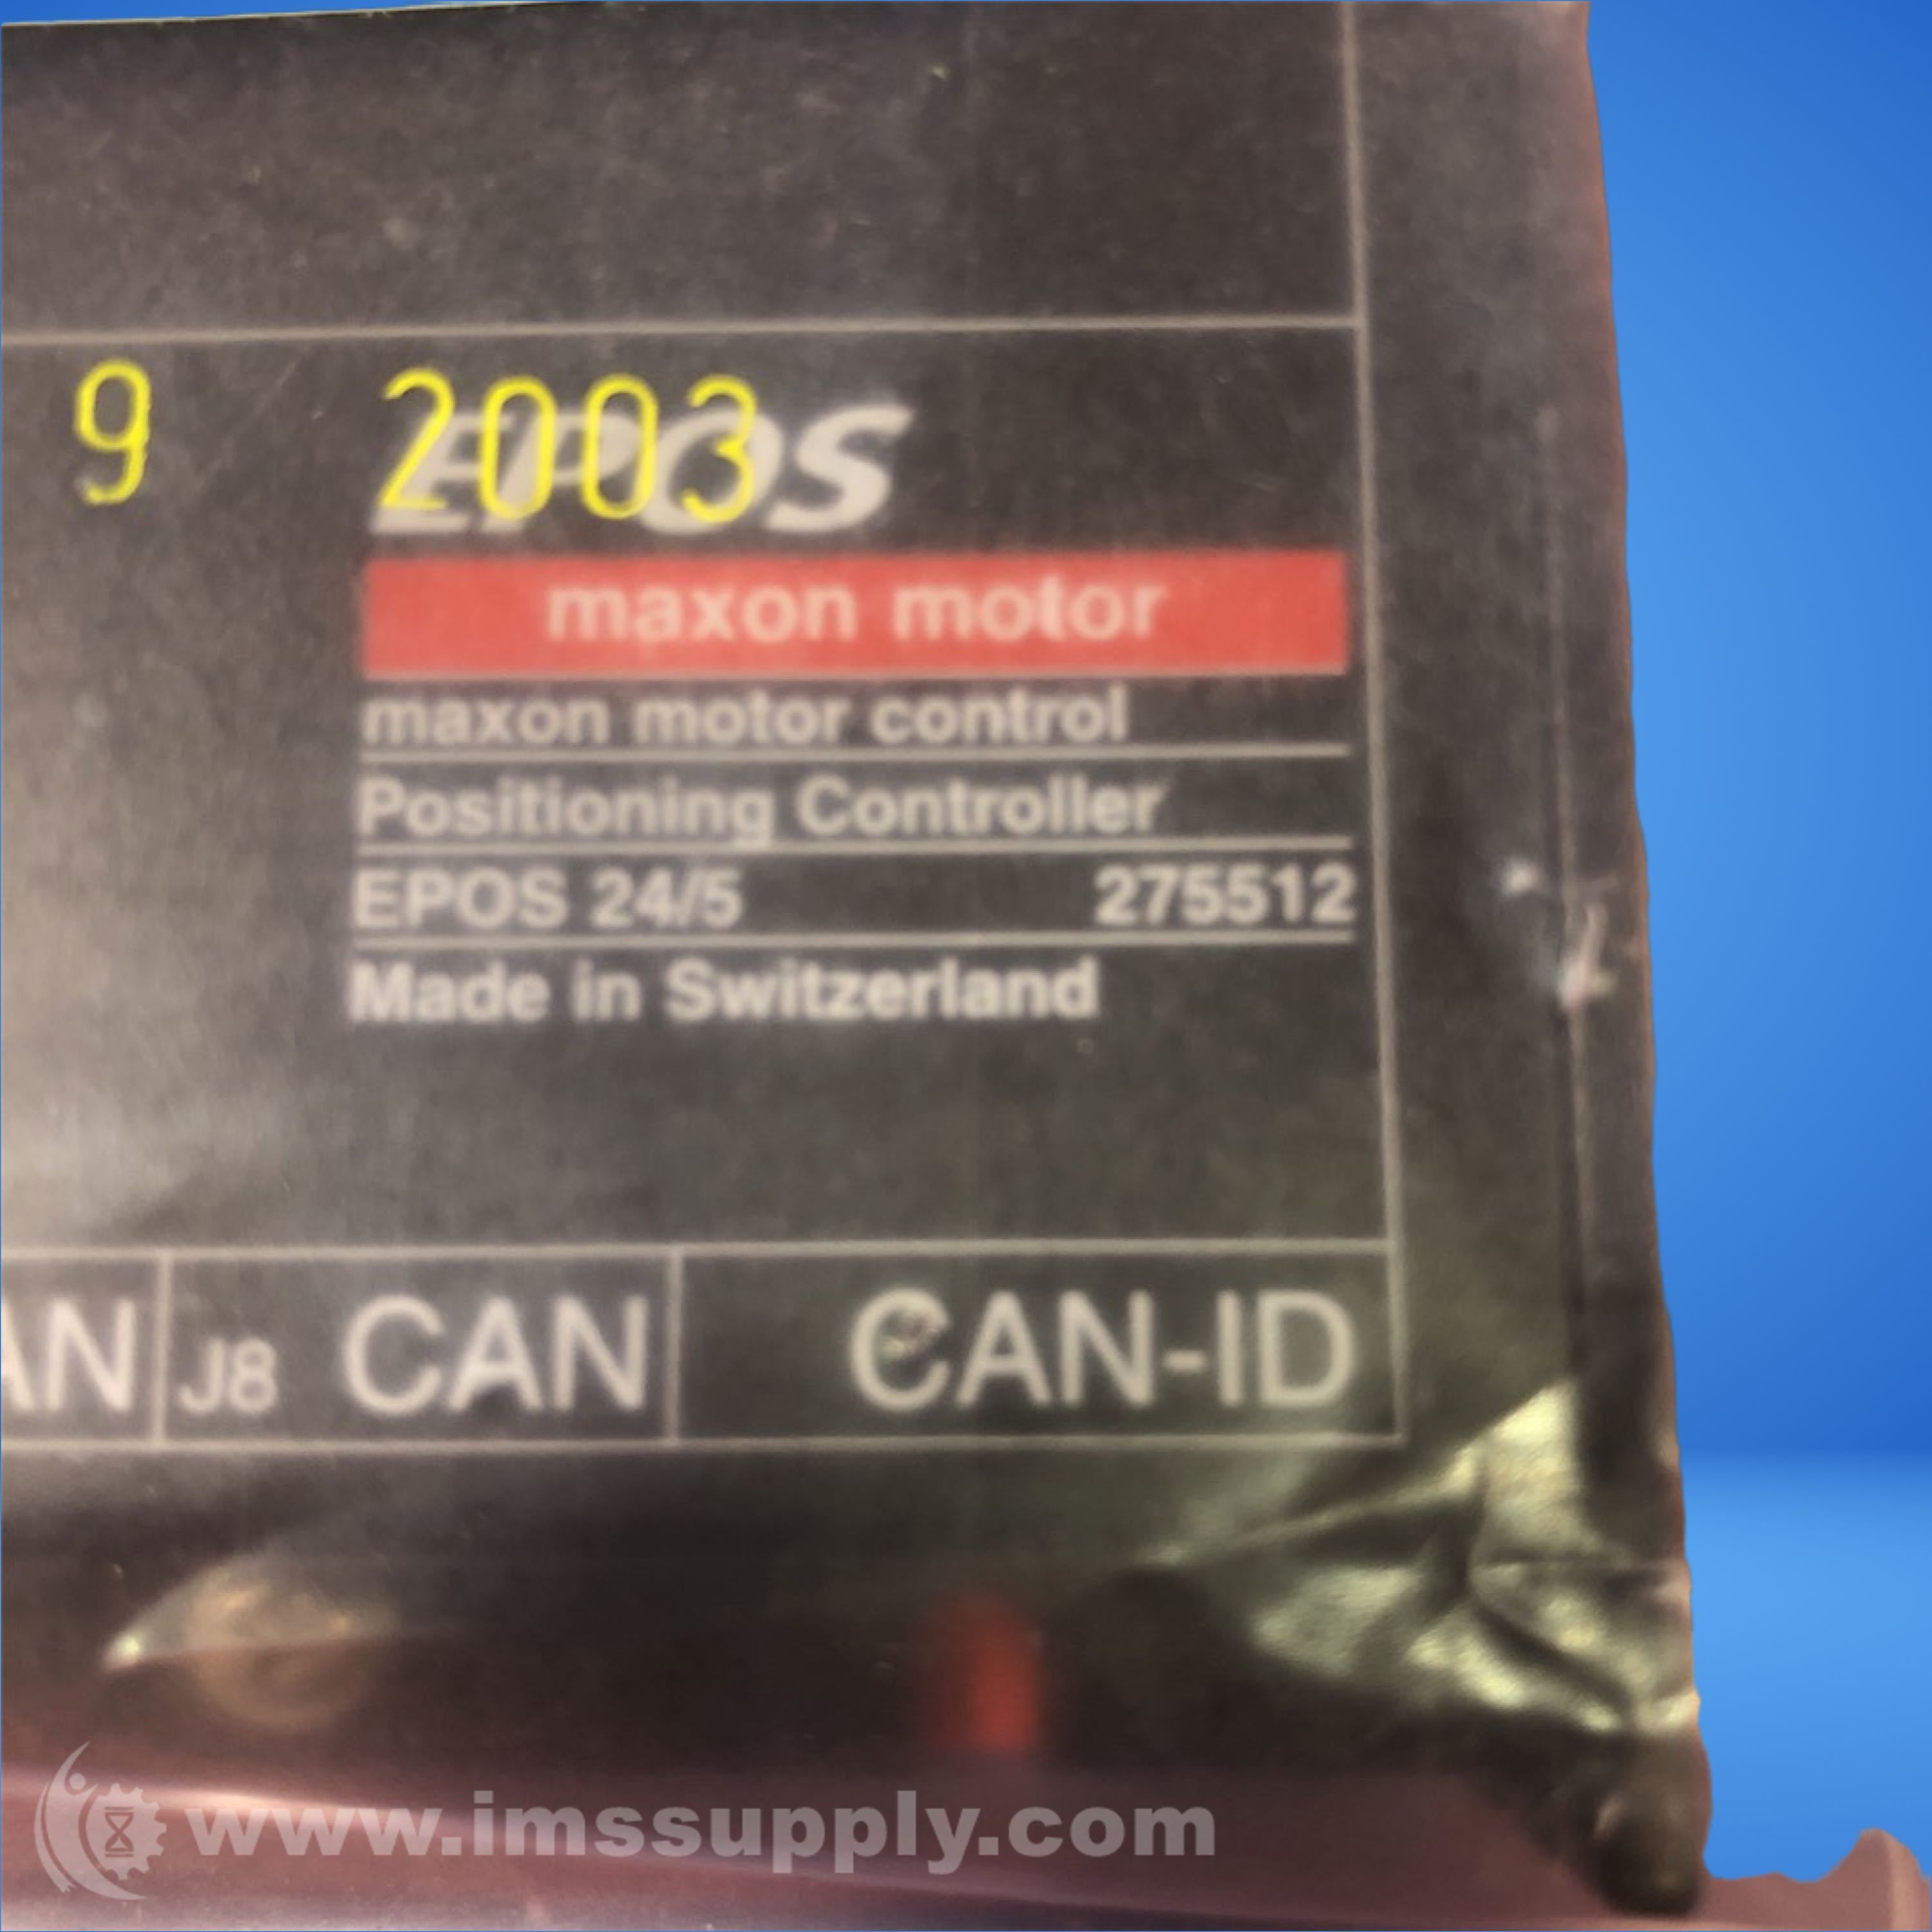 9 2003
EPOS
maxon motor
maxon motor control
Positioning Controller
EPOS 24/5 275512
Made in Switzerland
AN J8 CAN CAN-ID
www.imssupply.com